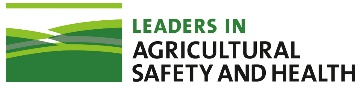 LEADERS IN
AGRICULTURAL
SAFETY AND HEALTH